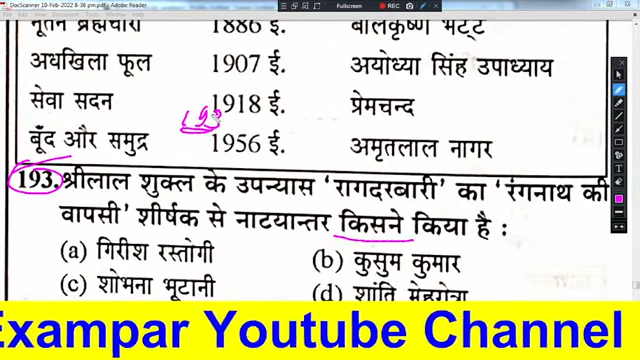 DocScanner 10-Feb-2022 8-36 pm.pdf - Adobe Reader
Fullscreen REC
नूतन ब्रह्मचारी 1886 ई. बालकृष्ण भट्ट
अधखिला फूल 1907 ई. अयोध्या सिंह उपाध्याय
सेवा सदन 1918 ई. प्रेमचन्द
बूँद और समुद्र 1956 ई. अमृतलाल नागर
193. श्रीलाल शुक्ल के उपन्यास ‘रागदरबारी’ का ‘रंगनाथ की
वापसी’ शीर्षक से नाटयान्तर किसने किया है :
(a) गिरीश रस्तोगी (b) कुसुम कुमार
(c) शोभना भूटानी (d) शांति मेहरोत्रा
Exampar Youtube Channel